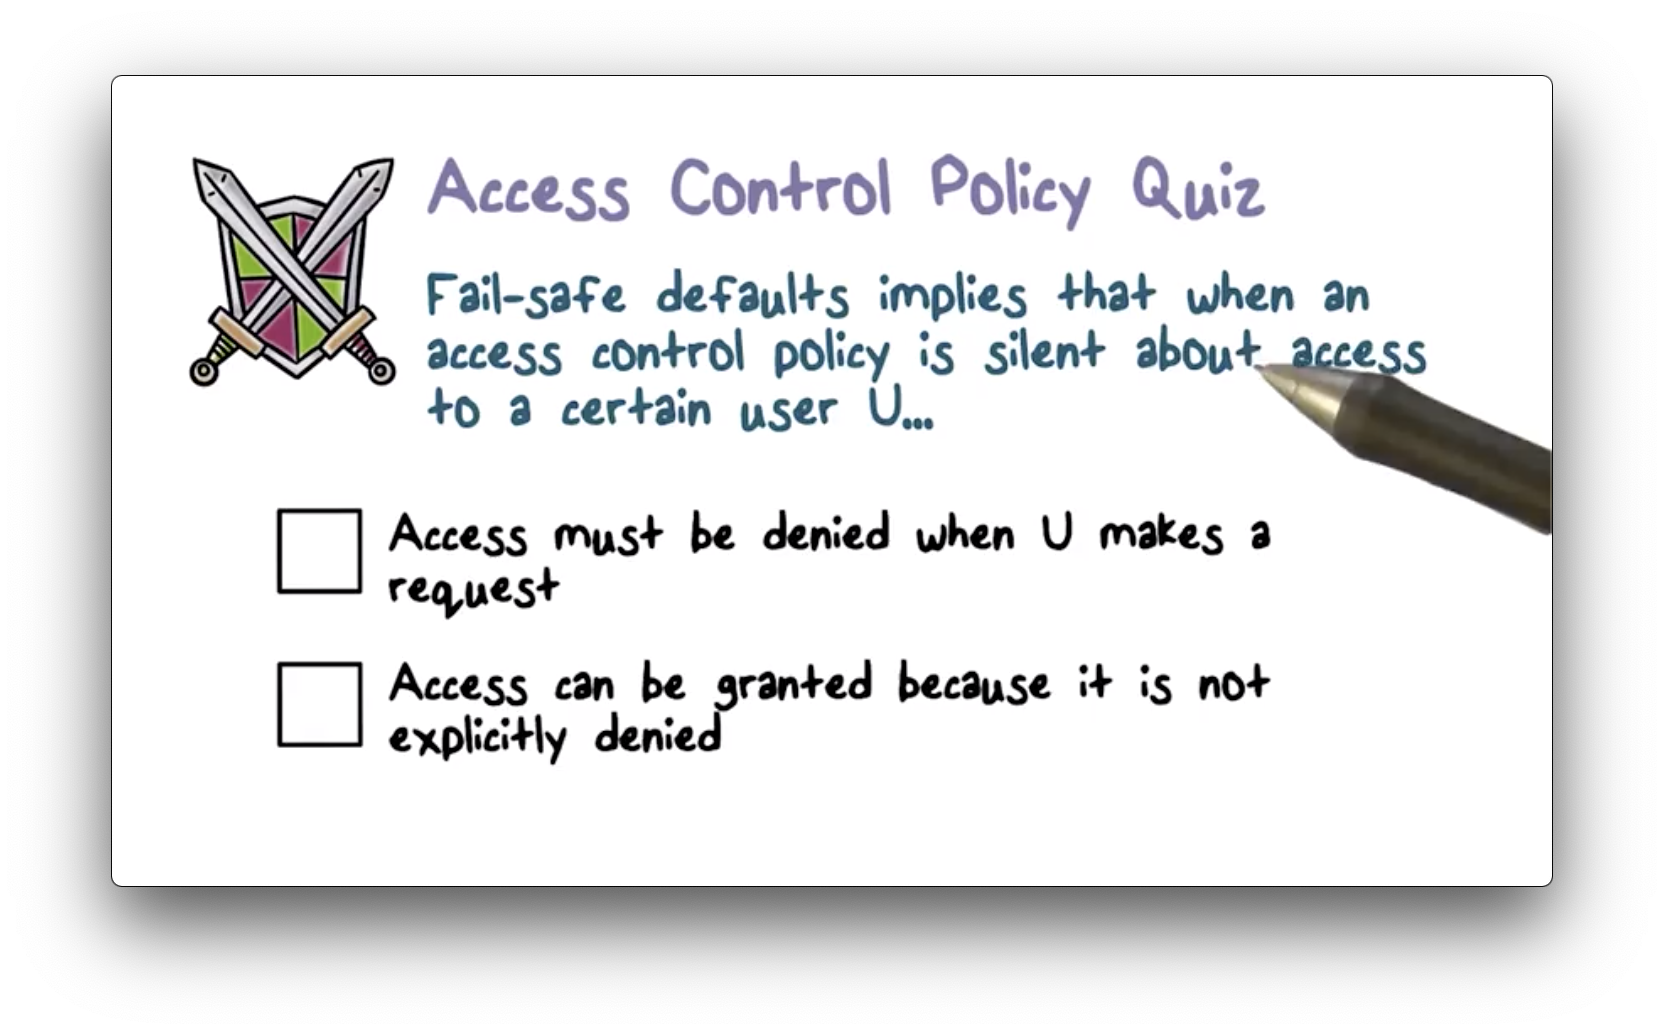 Access Control Policy Quiz
Fail-safe defaults implies that when an
access control policy is silent about access
to a certain user U...
Access must be denied when U makes a
request
Access can be granted because it is not
explicitly denied